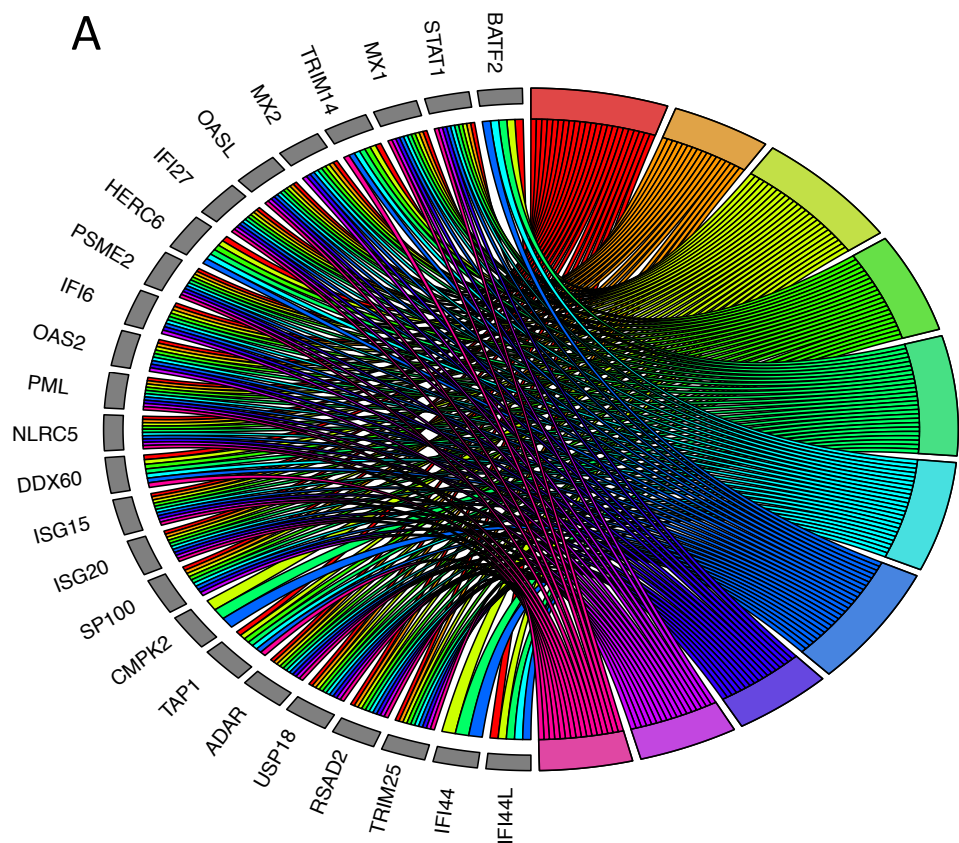 A
BATF2
STAT1
MX1
TRIM14
MX2
OASL
IFI27
HERC6
PSME2
IFI6
OAS2
PML
NLRC5
DDX60
ISG15
ISG20
SP100
CMPK2
TAP1
ADAR
USP18
RSAD2
TRIM25
IFI44
IFI44L